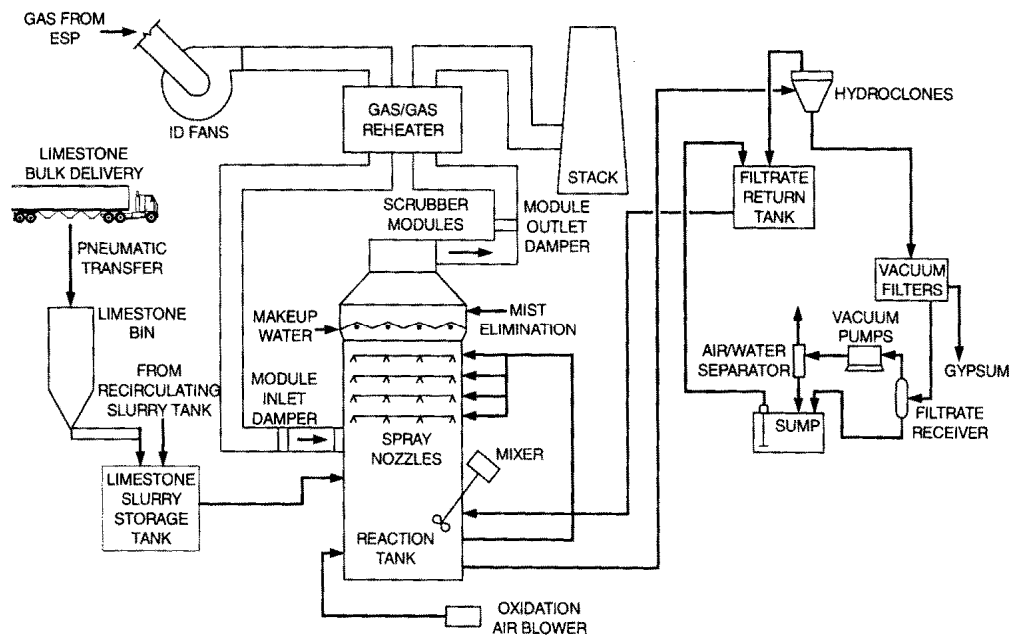 GAS FROM
ESP
ID FANS
GAS/GAS
REHEATER
STACK
HYDROCLONES
LIMESTONE
BULK DELIVERY
SCRUBBER
MODULES
MODULE
OUTLET
DAMPER
FILTRATE
RETURN
TANK
PNEUMATIC
TRANSFER
LIMESTONE
BIN
MAKEUP
WATER
MIST
ELIMINATION
VACUUM
FILTERS
VACUUM
PUMPS
AIR/WATER
SEPARATOR
GYPSUM
FROM
RECIRCULATING
SLURRY TANK
MODULE
INLET
DAMPER
SPRAY
NOZZLES
MIXER
SUMP
FILTRATE
RECEIVER
LIMESTONE
SLURRY
STORAGE
TANK
REACTION
TANK
OXIDATION
AIR BLOWER